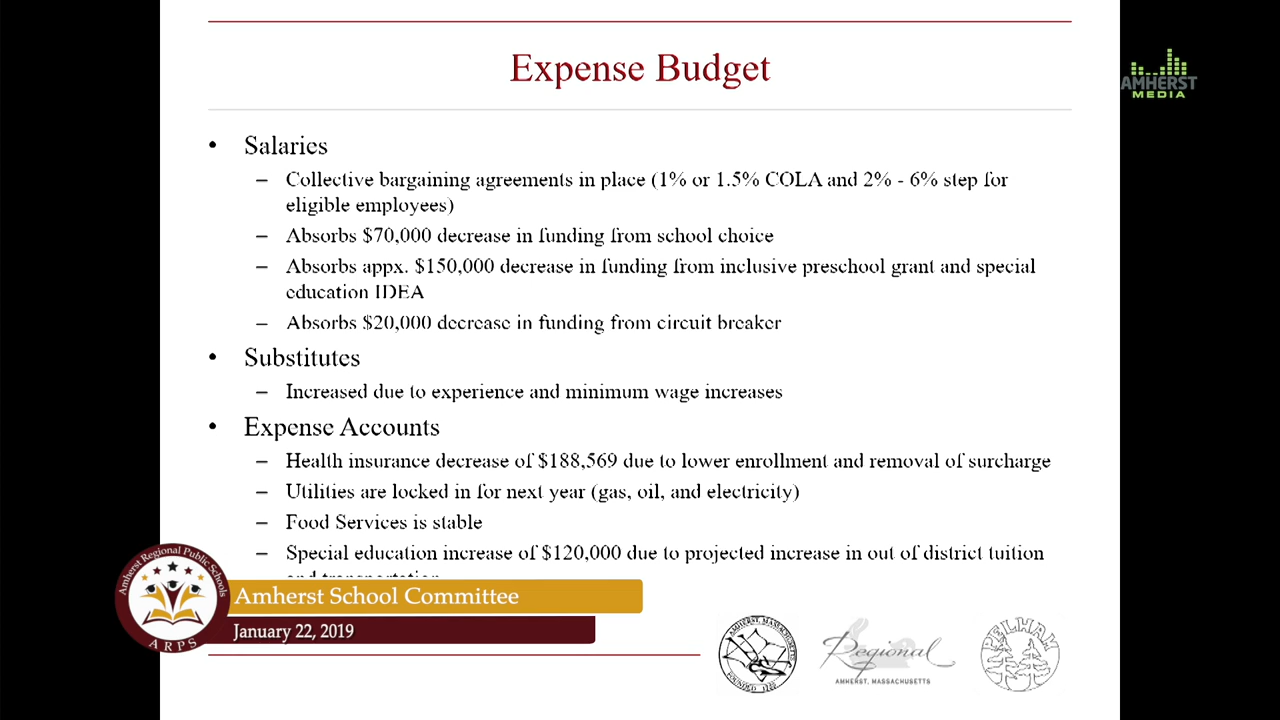 Expense Budget
AMHERST
MEDIA
• Salaries
– Collective bargaining agreements in place (1% or 1.5% COLA and 2% - 6% step for
eligible employees)
– Absorbs $70,000 decrease in funding from school choice
– Absorbs appx. $150,000 decrease in funding from inclusive preschool grant and special
education IDEA
– Absorbs $20,000 decrease in funding from circuit breaker
• Substitutes
– Increased due to experience and minimum wage increases
• Expense Accounts
– Health insurance decrease of $188,569 due to lower enrollment and removal of surcharge
– Utilities are locked in for next year (gas, oil, and electricity)
– Food Services is stable
– Special education increase of $120,000 due to projected increase in out of district tuition
and transportation
Amherst Regional Public Schools
ARPS
Amherst School Committee
January 22, 2019
AMHERST, MASSACHUSETTS
FOUNDED
Regional
AMHERST, MASSACHUSETTS
PELHAM